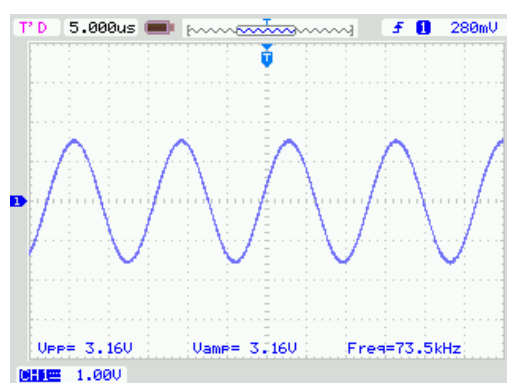 T'D 5.000us T 1 280mV
T
1
Vpp= 3.16V Vamp= 3.16V Freq=73.5kHz
CH1 1.00V